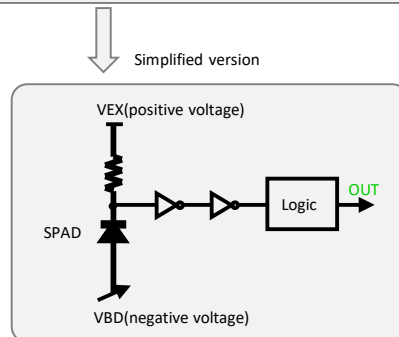 Simplified version
VEX(positive voltage)
OUT
Logic
SPAD
VBD(negative voltage)